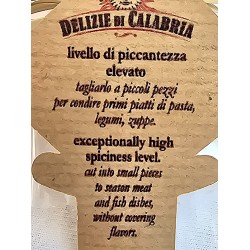 DELIZIE DI CALABRIA
livello di piccantezza
elevato
tagliarlo a piccoli pezzi
per condire primi piatti di pasta,
legumi, zuppe.
exceptionally high
spiciness level.
cut into small pieces
to season meat
and fish dishes,
without covering
flavors.